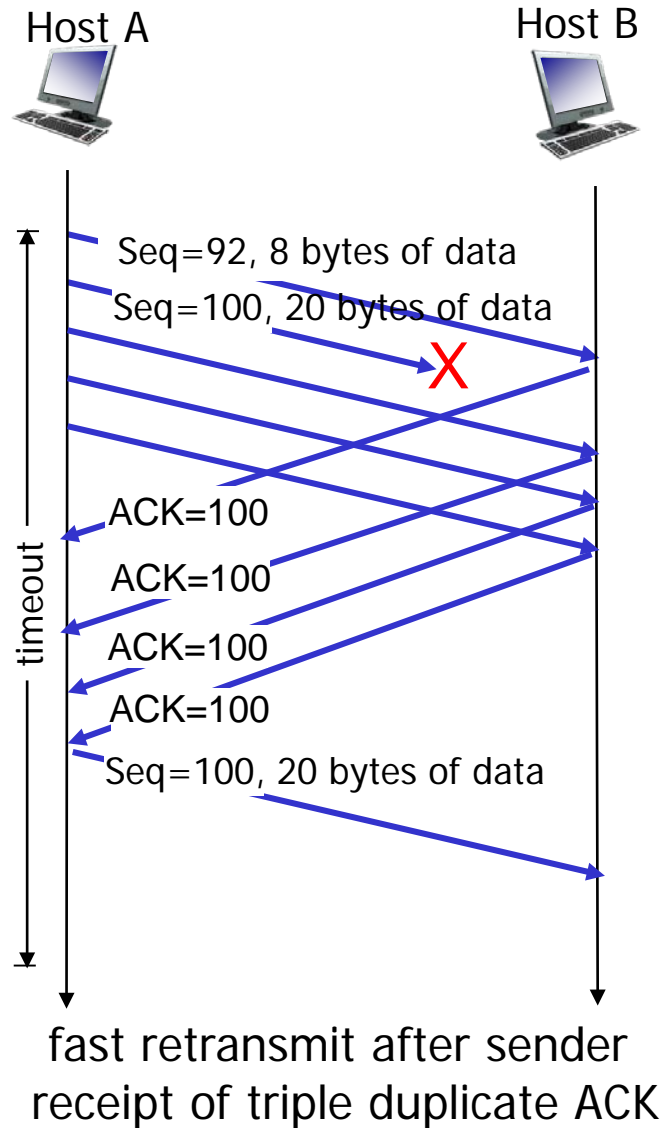 Host A
Host B
Seq=92, 8 bytes of data
Seq=100, 20 bytes of data
X
timeout
ACK=100
ACK=100
ACK=100
ACK=100
Seq=100, 20 bytes of data
fast retransmit after sender
receipt of triple duplicate ACK